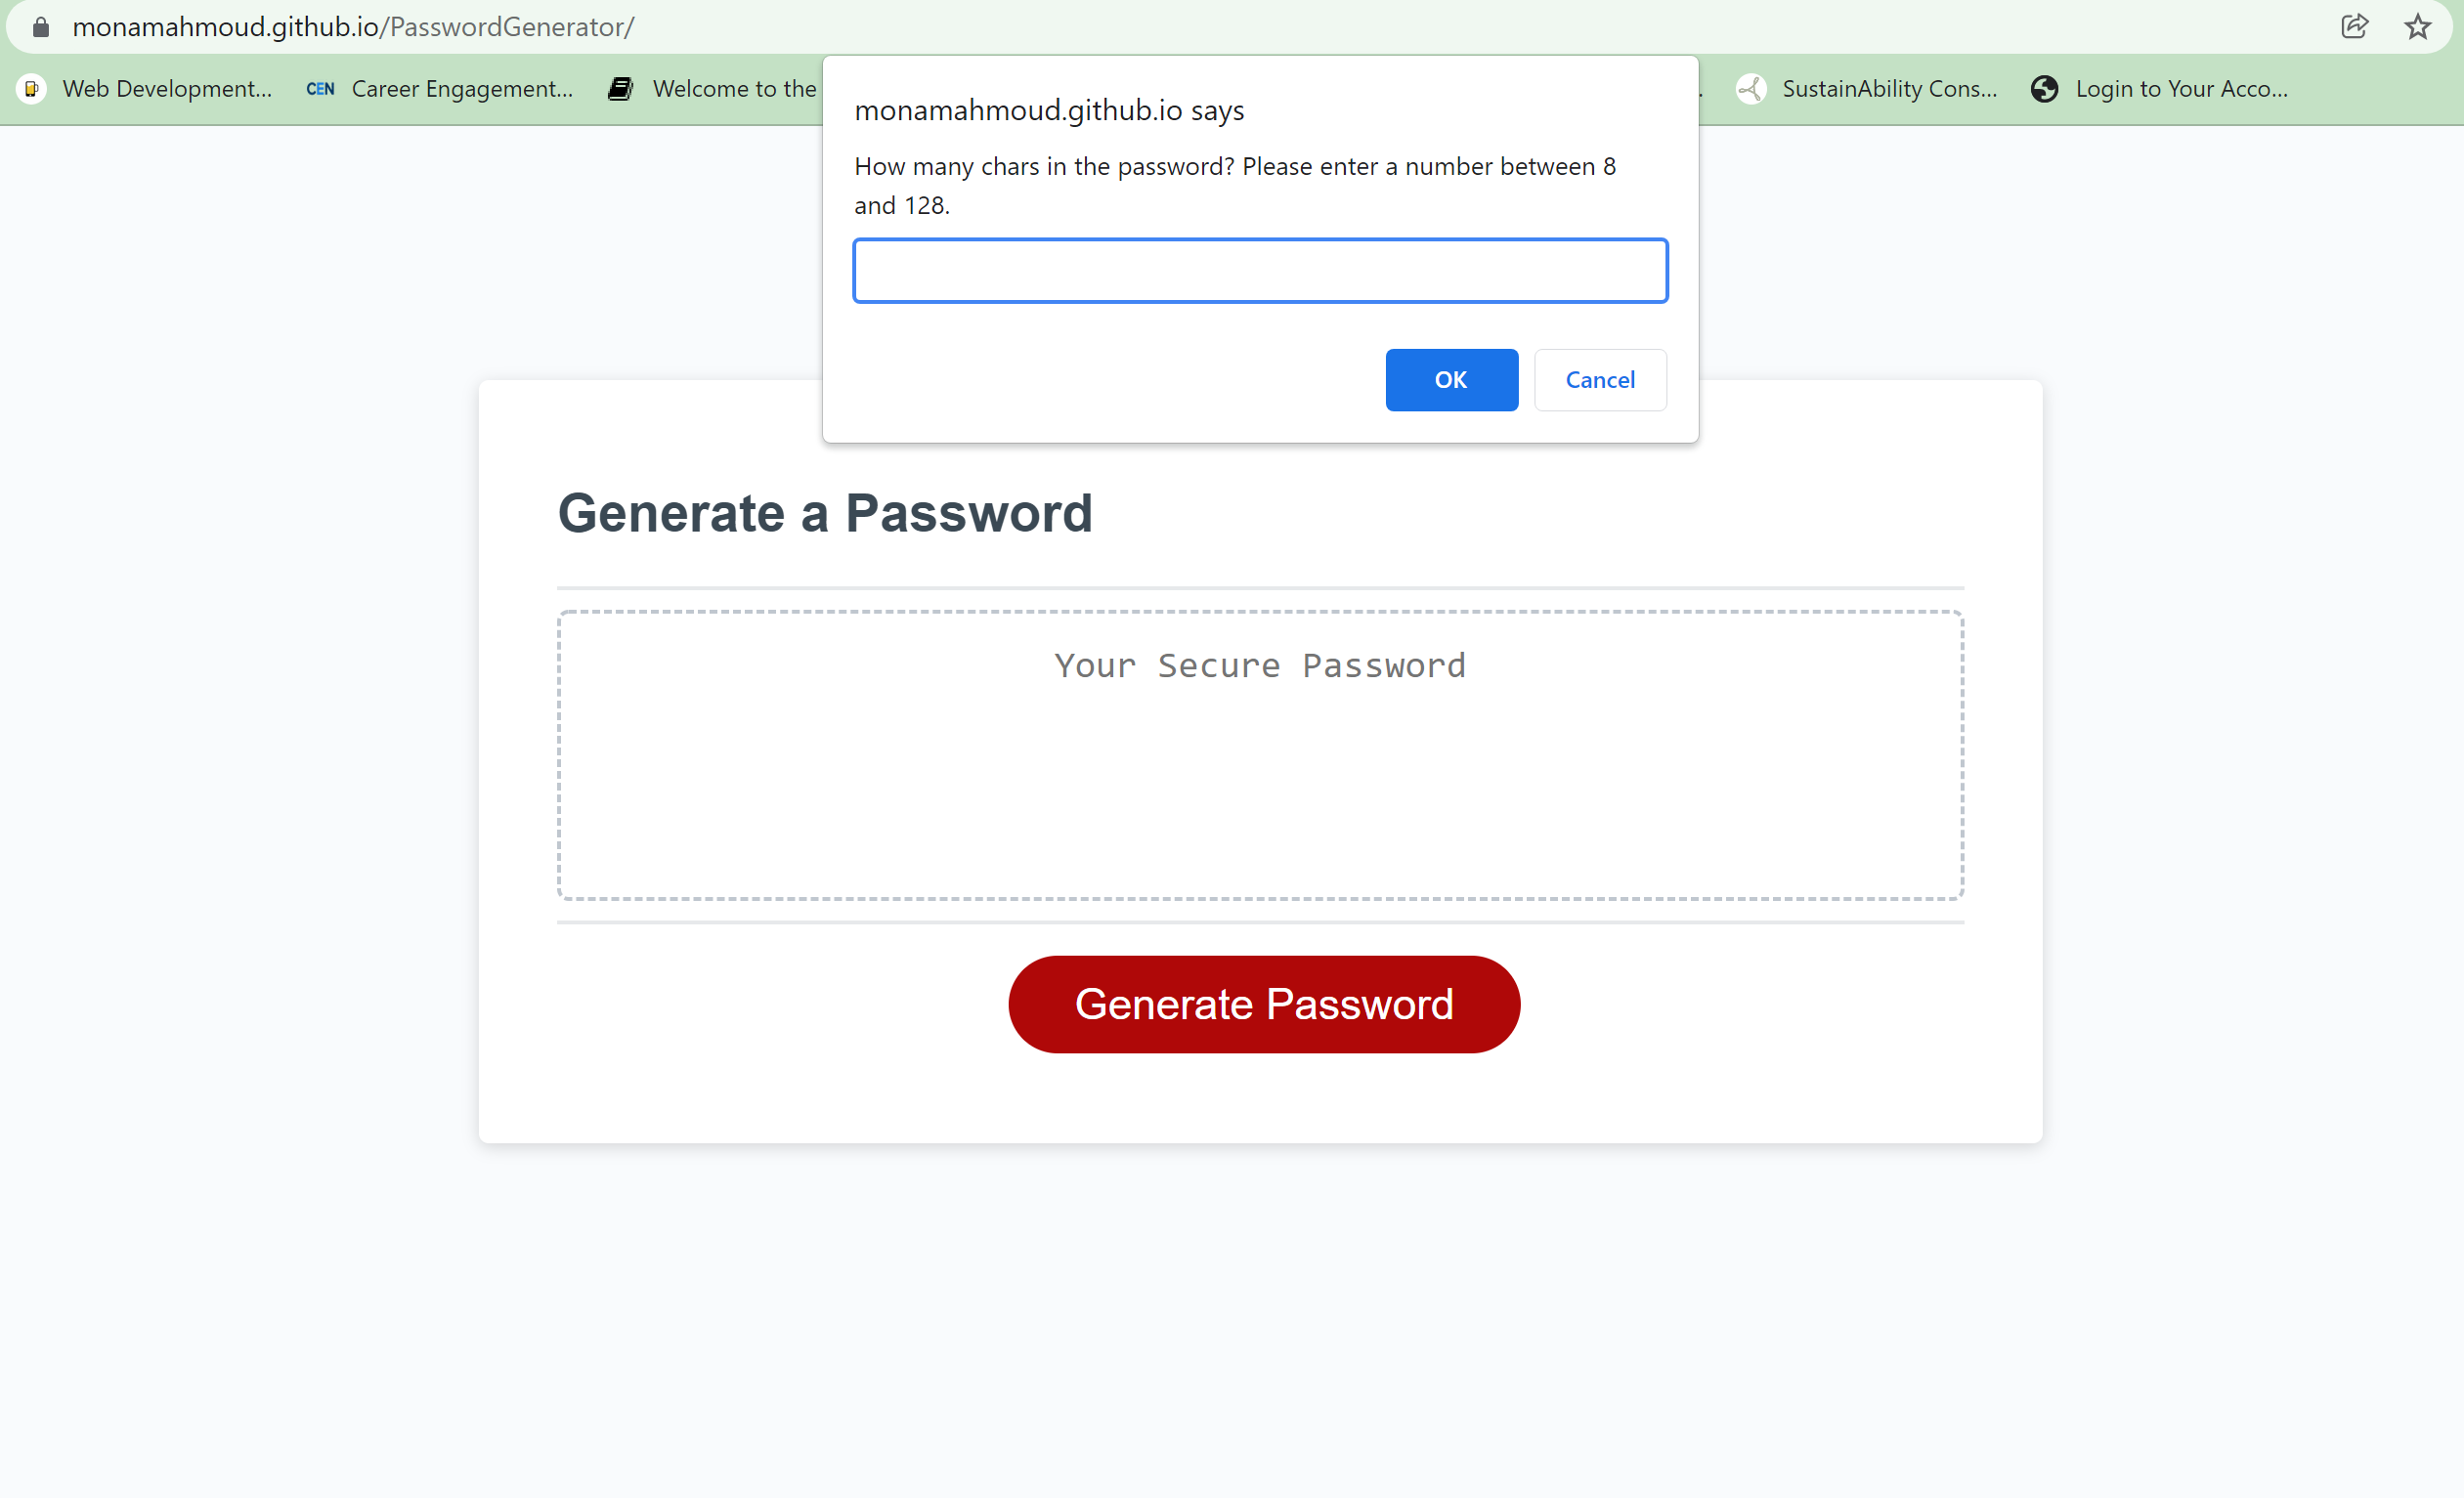 monamahmoud.github.io/PasswordGenerator/
Web Development... CEN Career Engagement... Welcome to the . SustainAbility Cons... Login to Your Acco...
monamahmoud.github.io says
How many chars in the password? Please enter a number between 8
and 128.
OK Cancel
Generate a Password
Your Secure Password
Generate Password